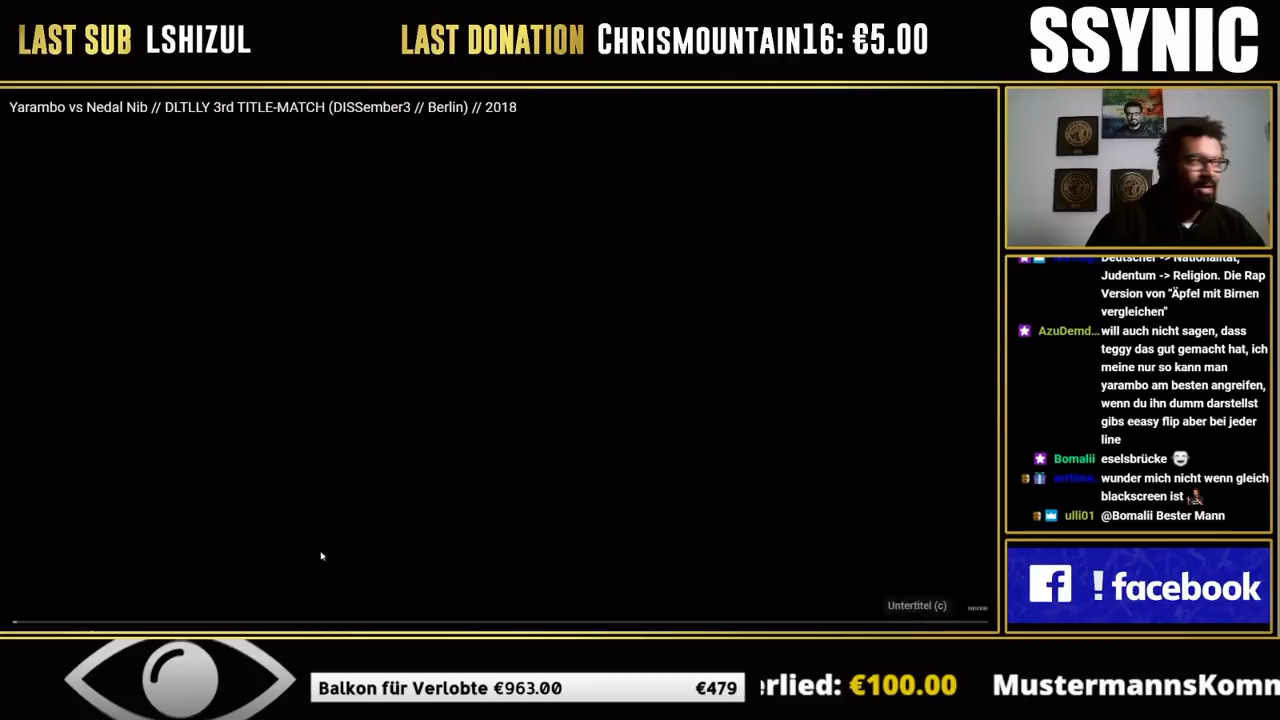 LAST SUB LSHIZUL
LAST DONATION Chrismountain16: €5.00
SSYNIC
Yarambo vs Nedal Nib // DLTLLY 3rd TITLE-MATCH (DISSember3 // Berlin) // 2018
Deutscher -> Nationalität,
Judentum -> Religion. Die Rap
Version von "Äpfel mit Birnen
vergleichen"
AzuDemd... will auch nicht sagen, dass
teggy das gut gemacht hat, ich
meine nur so kann man
yarambo am besten angreifen,
wenn du ihn dumm darstellst
gibs eeasy flip aber bei jeder
line
Bomalii eselsbrücke
wunder mich nicht wenn gleich
blackscreen ist
ulli01 @Bomalii Bester Mann
Untertitel (c)
SUBSCRIBE
f !facebook
Balkon für Verlobte €963.00 €479
erlied: €100.00 MustermannsKomm